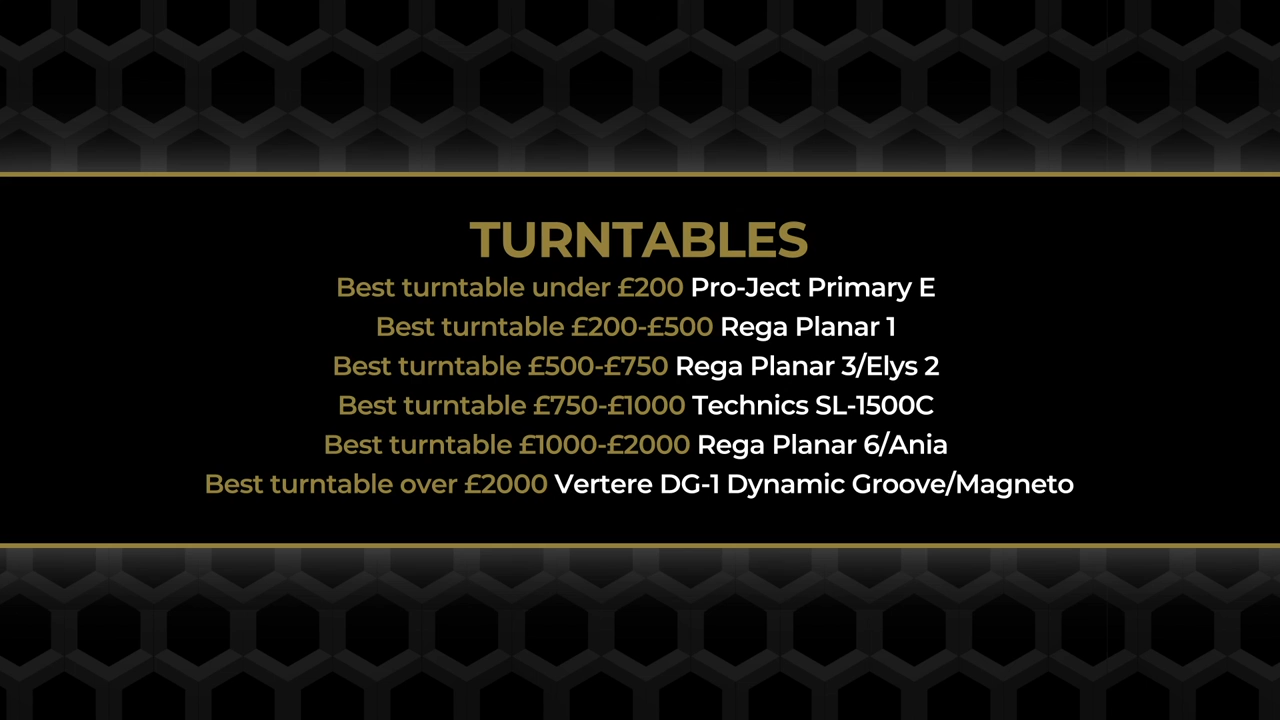 TURNTABLES
Best turntable under £200 Pro-Ject Primary E
Best turntable £200-£500 Rega Planar 1
Best turntable £500-£750 Rega Planar 3/Elys 2
Best turntable £750-£1000 Technics SL-1500C
Best turntable £1000-£2000 Rega Planar 6/Ania
Best turntable over £2000 Vertere DG-1 Dynamic Groove/Magneto